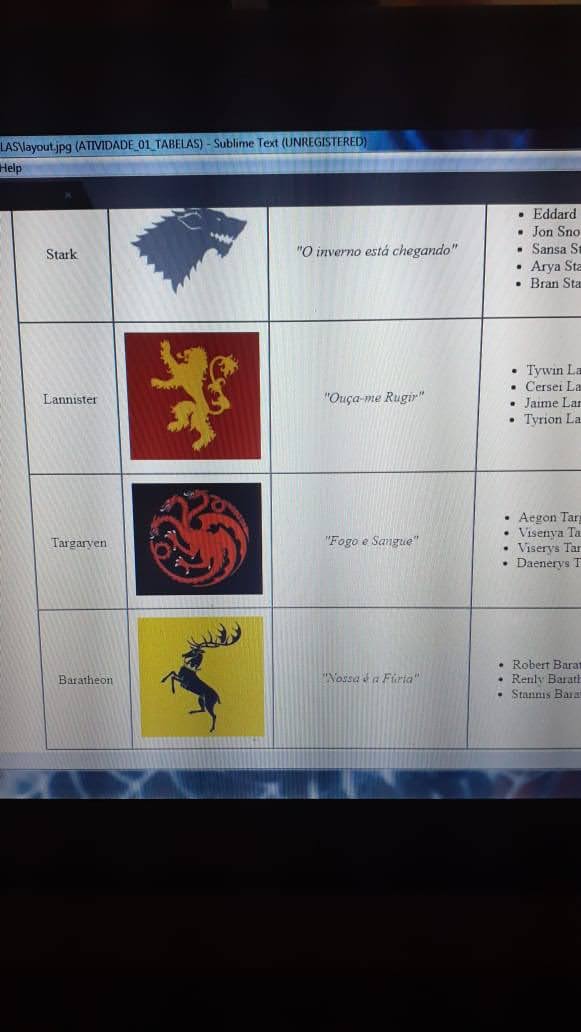 LAS\layout.jpg (ATIVIDADE_01_TABELAS) - Sublime Text (UNREGISTERED)
Help
Stark
"O inverno está chegando"
• Eddard
• Jon Sno
• Sansa St
• Arya Sta
• Bran Sta
Lannister
"Ouça-me Rugir"
• Tywin La
• Cersei La
• Jaime Lan
• Tyrion La
Targaryen
"Fogo e Sangue"
• Aegon Targ
• Visenya Ta
• Viserys Tar
• Daenerys T
Baratheon
"Nossa é a Fúria"
• Robert Barat
• Renly Barath
• Stannis Bara